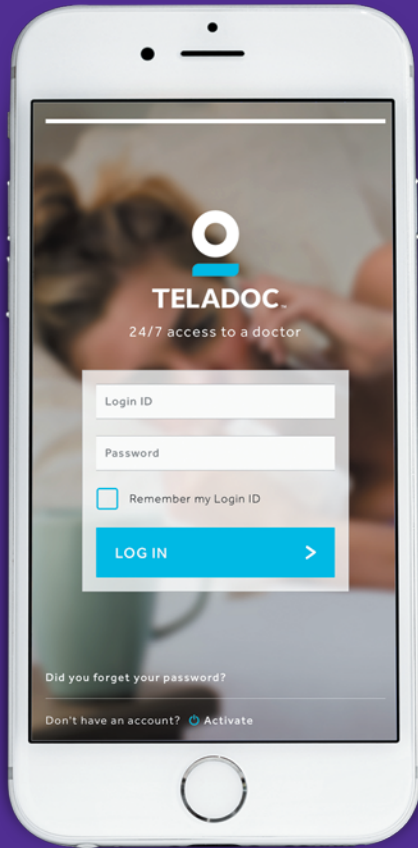 TELADOC™
24/7 access to a doctor
Login ID
Password
Remember my Login ID
LOG IN
Did you forget your password?
Don't have an account? Activate